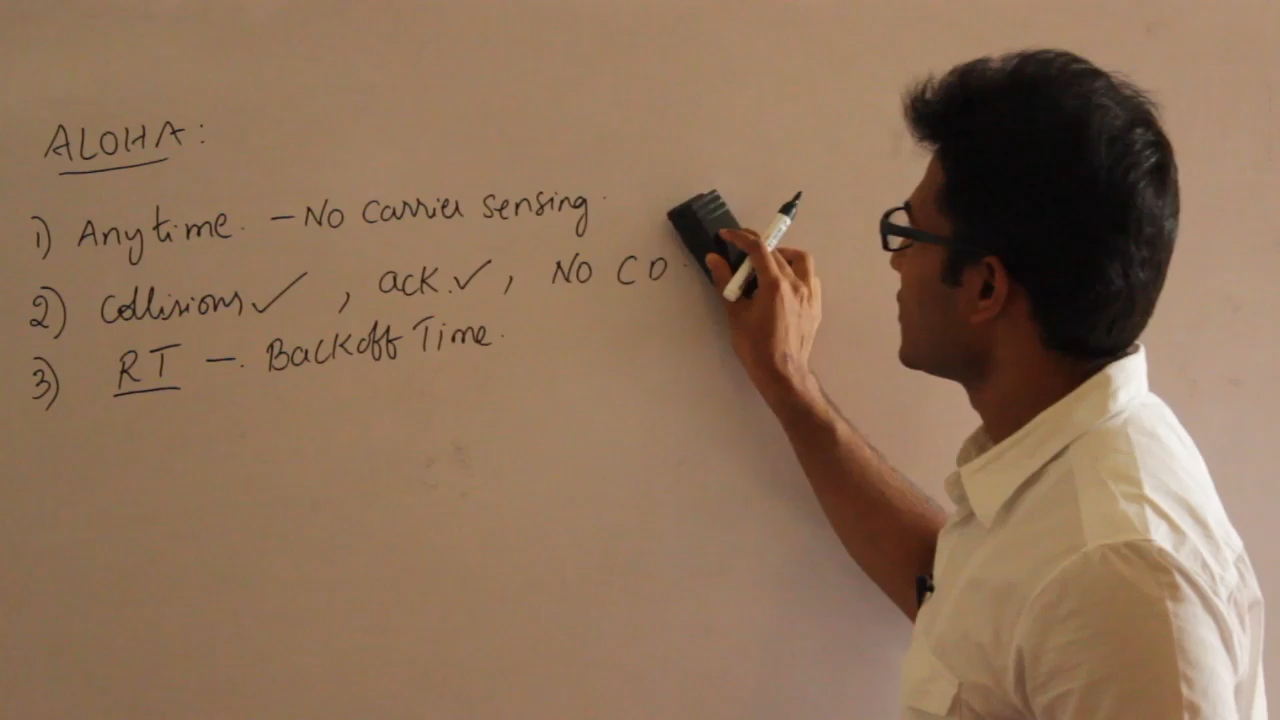 ALOHA:
1) Anytime. - No Carrier sensing.
2) Collisions ✓, ack. ✓, NO CD.
3) RT -. Backoff Time.